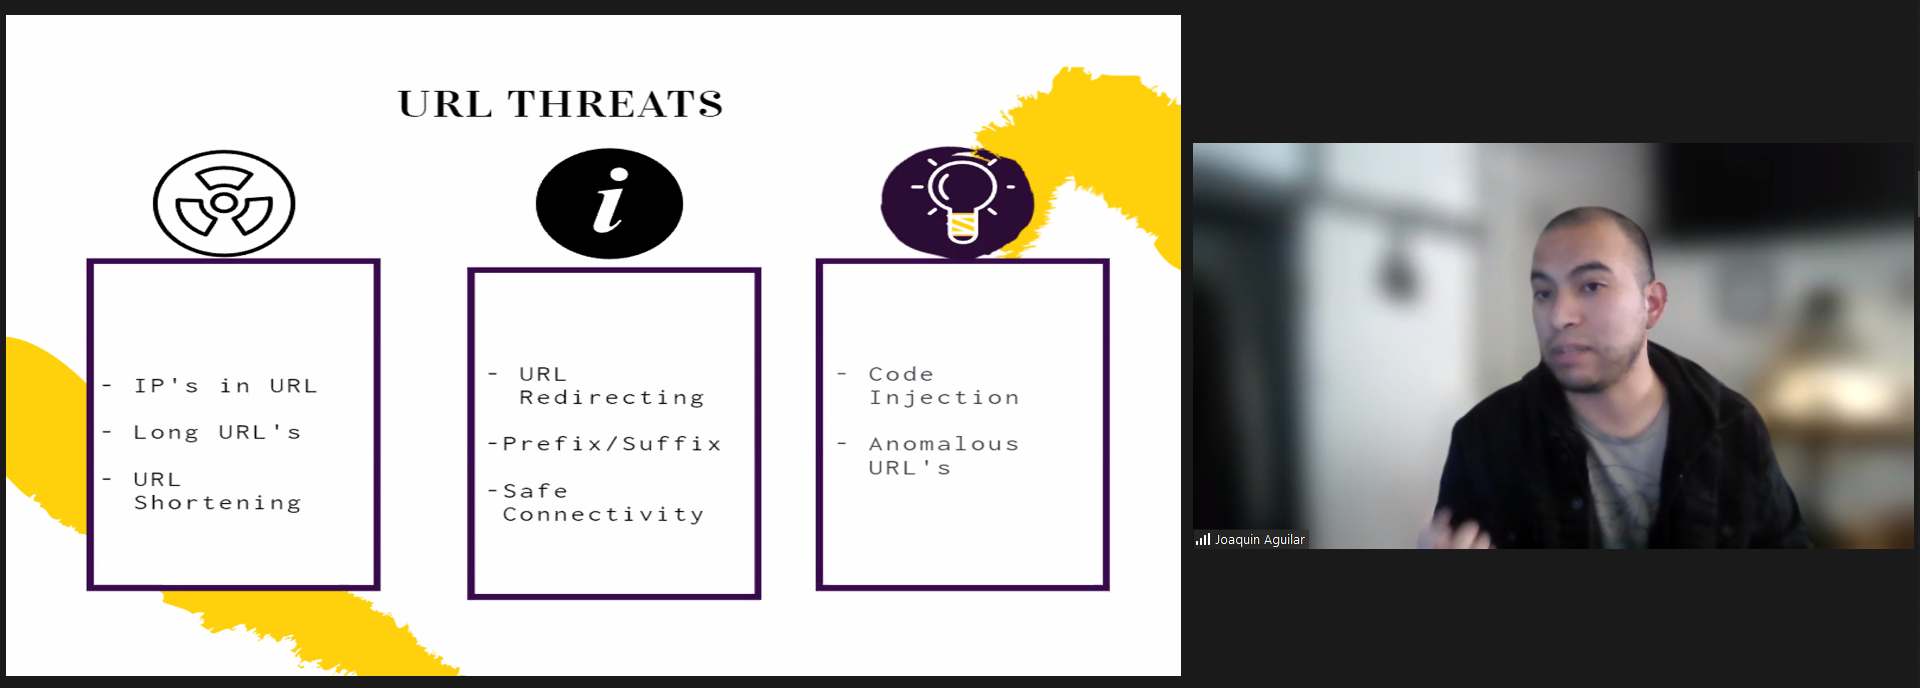 URL THREATS
i
- IP's in URL
- Long URL's
- URL
Shortening
- URL
Redirecting
-Prefix/Suffix
-Safe
Connectivity
- Code
Injection
- Anomalous
URL's
Joaquin Aguilar